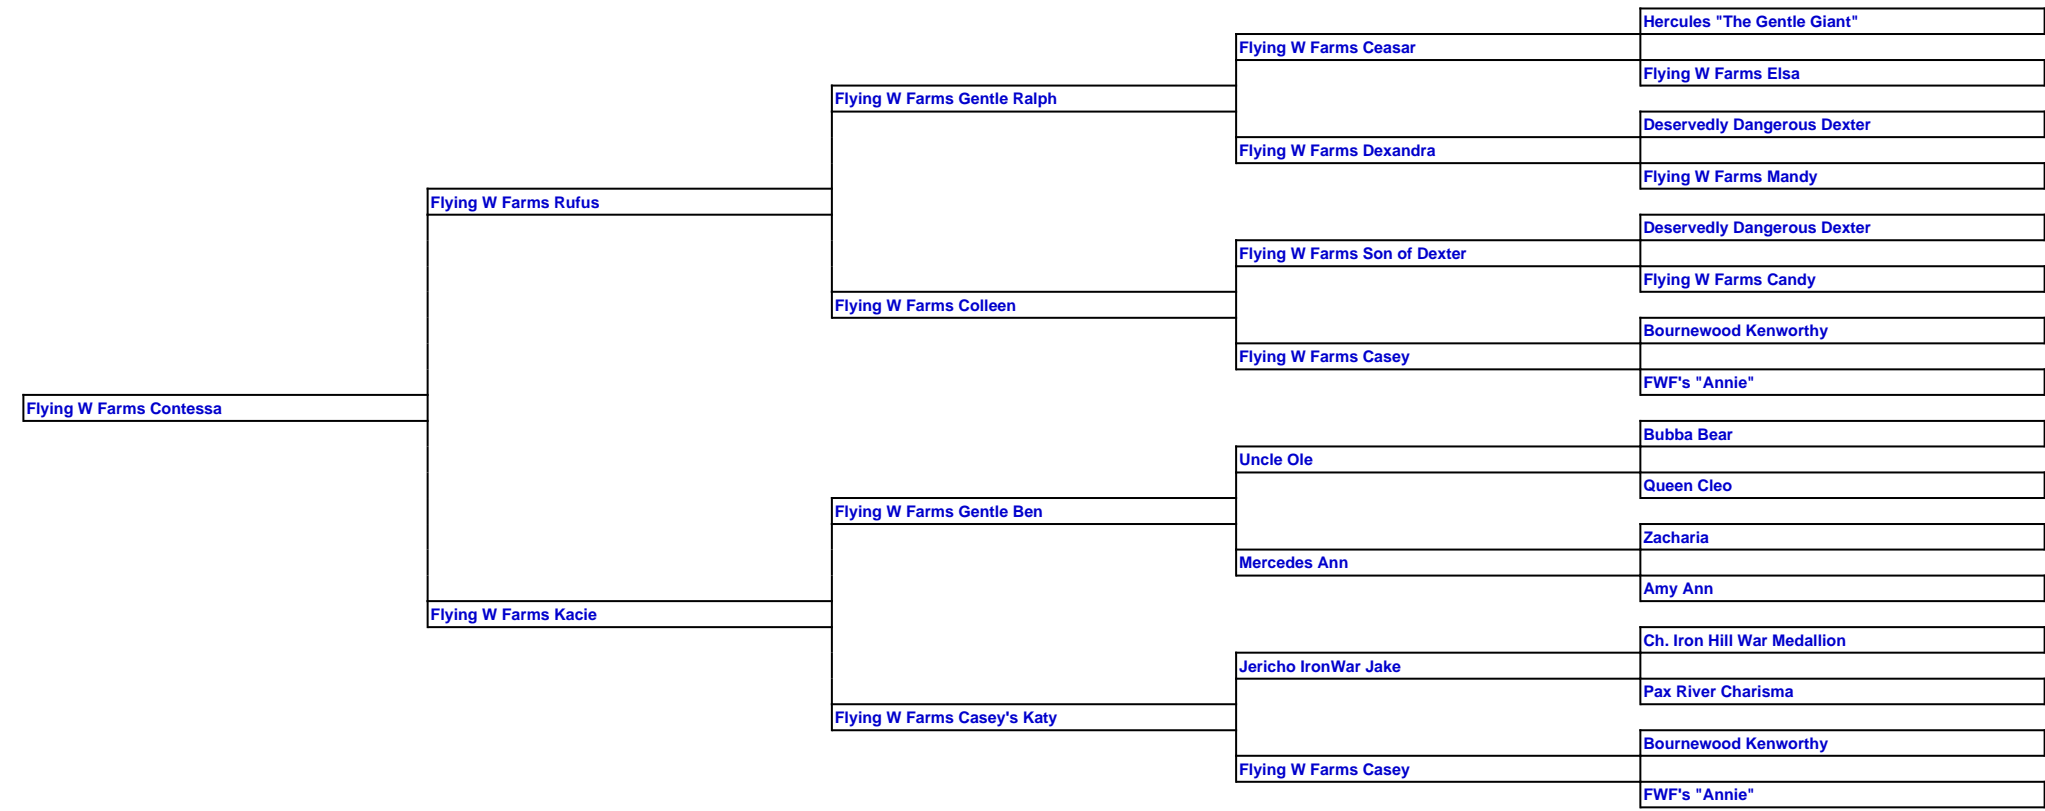 Hercules "The Gentle Giant"
Flying W Farms Ceasar
Flying W Farms Elsa
Flying W Farms Gentle Ralph
Deservedly Dangerous Dexter
Flying W Farms Dexandra
Flying W Farms Mandy
Flying W Farms Rufus
Deservedly Dangerous Dexter
Flying W Farms Son of Dexter
Flying W Farms Candy
Flying W Farms Colleen
Bournewood Kenworthy
Flying W Farms Casey
FWF's "Annie"
Flying W Farms Contessa
Bubba Bear
Uncle Ole
Queen Cleo
Flying W Farms Gentle Ben
Zacharia
Mercedes Ann
Amy Ann
Flying W Farms Kacie
Ch. Iron Hill War Medallion
Jericho IronWar Jake
Pax River Charisma
Flying W Farms Casey's Katy
Bournewood Kenworthy
Flying W Farms Casey
FWF's "Annie"